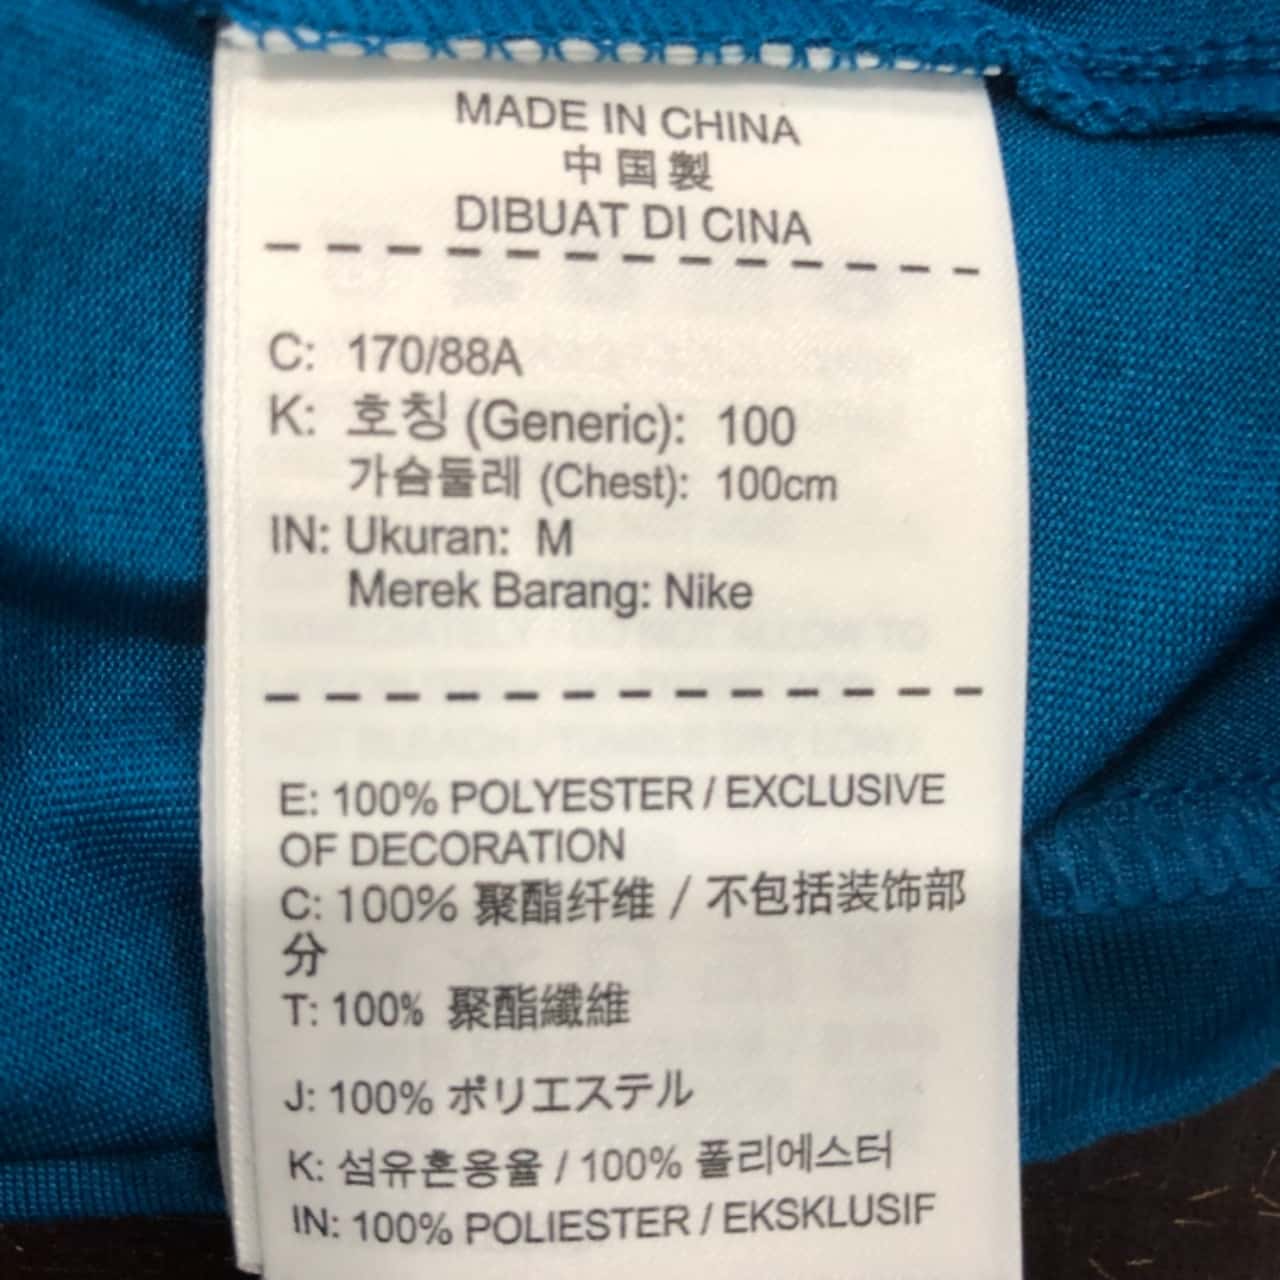 MADE IN CHINA
中国製
DIBUAT DI CINA
C: 170/88A
K: 호칭 (Generic): 100
가슴둘레 (Chest): 100cm
IN: Ukuran: M
Merek Barang: Nike
E: 100% POLYESTER / EXCLUSIVE
OF DECORATION
C: 100% 聚酯纤维 / 不包括装饰部
分
T: 100% 聚酯纖維
J: 100% ポリエステル
K: 섬유혼용율 / 100% 폴리에스터
IN: 100% POLIESTER / EKSKLUSIF